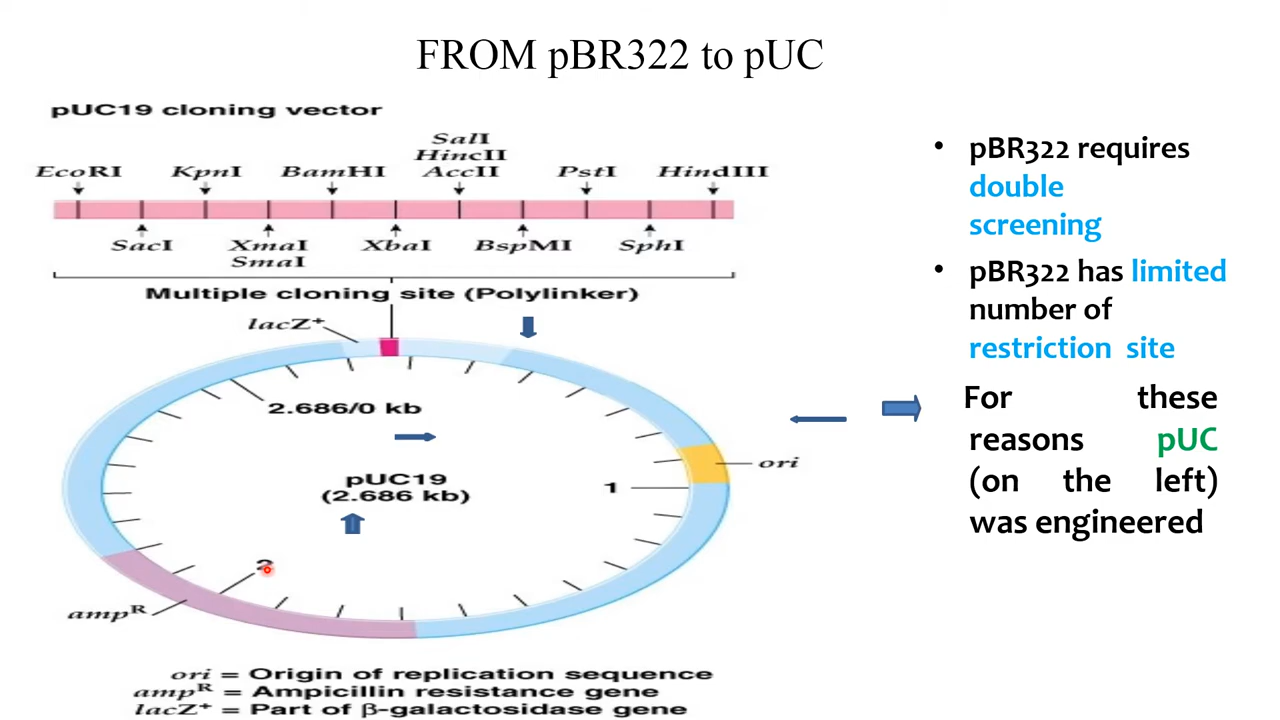 FROM pBR322 to pUC
pUC19 cloning vector
SalI
HincII
EcoRI KpnI BamHI AccII PstI HindIII
SacI XmaI XbaI BspMI SphI
SmaI
Multiple cloning site (Polylinker)
lacZ+
2.686/0 kb
pUC19
(2.686 kb)
ori
1
2
ampR
ori = Origin of replication sequence
ampR = Ampicillin resistance gene
lacZ+ = Part of β-galactosidase gene
• pBR322 requires
double
screening
• pBR322 has limited
number of
restriction site
For these
reasons pUC
(on the left)
was engineered